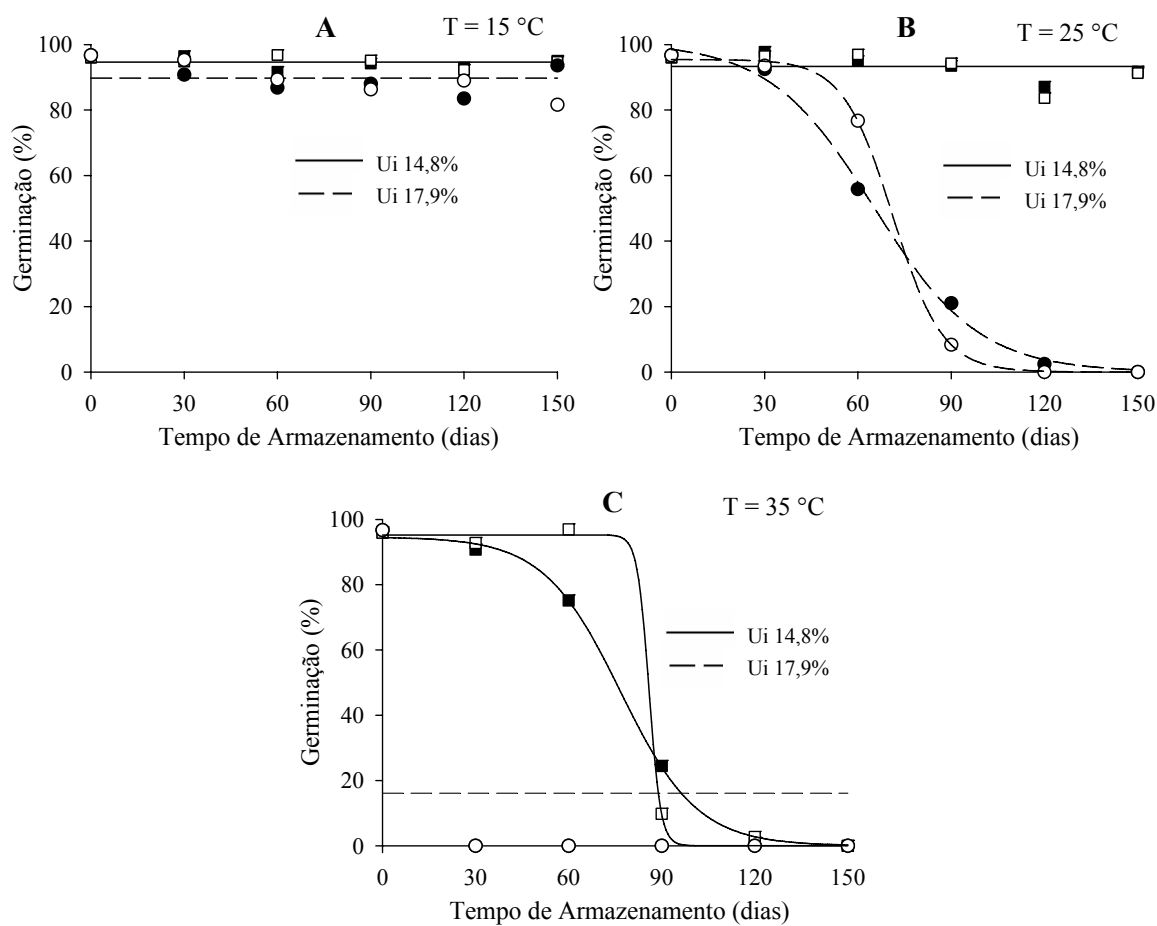 A T = 15 °C
100
80
60
40
20
0
Germinação (%)
Ui 14,8%
Ui 17,9%
0 30 60 90 120 150
Tempo de Armazenamento (dias)
B T = 25 °C
100
80
60
40
20
0
Germinação (%)
Ui 14,8%
Ui 17,9%
0 30 60 90 120 150
Tempo de Armazenamento (dias)
C T = 35 °C
100
80
60
40
20
0
Germinação (%)
Ui 14,8%
Ui 17,9%
0 30 60 90 120 150
Tempo de Armazenamento (dias)